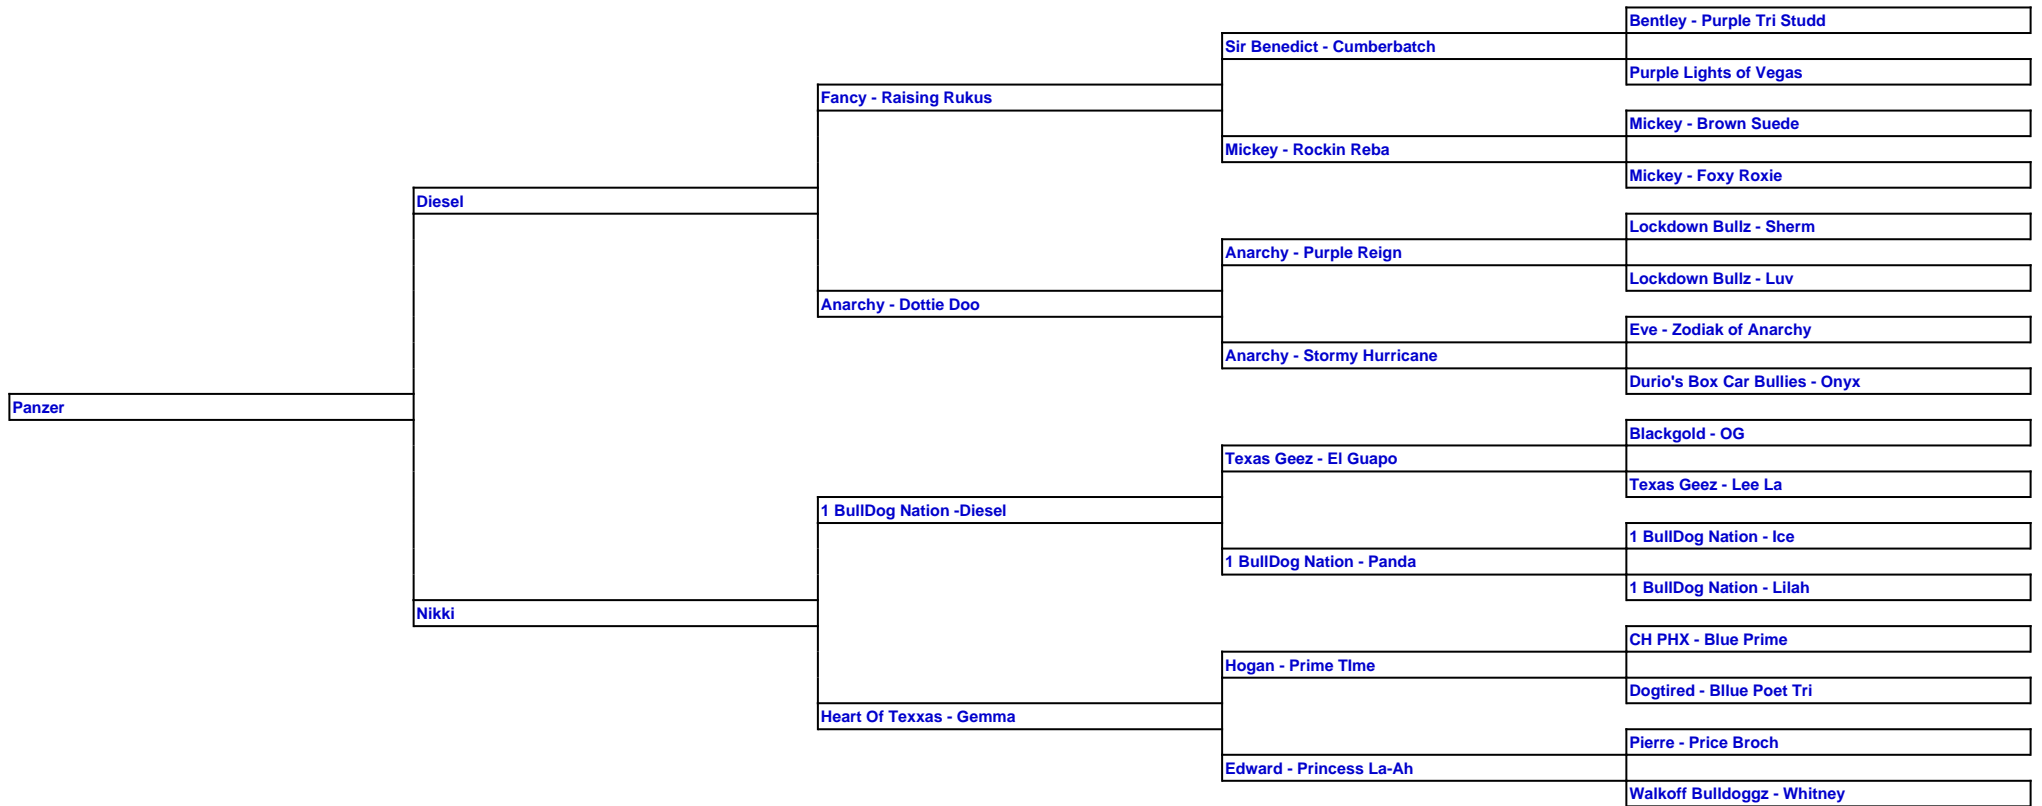 Bentley - Purple Tri Studd
Sir Benedict - Cumberbatch
Purple Lights of Vegas
Fancy - Raising Rukus
Mickey - Brown Suede
Mickey - Rockin Reba
Mickey - Foxy Roxie
Diesel
Lockdown Bullz - Sherm
Anarchy - Purple Reign
Lockdown Bullz - Luv
Anarchy - Dottie Doo
Eve - Zodiak of Anarchy
Anarchy - Stormy Hurricane
Durio's Box Car Bullies - Onyx
Panzer
Blackgold - OG
Texas Geez - El Guapo
Texas Geez - Lee La
1 BullDog Nation -Diesel
1 BullDog Nation - Ice
1 BullDog Nation - Panda
1 BullDog Nation - Lilah
Nikki
CH PHX - Blue Prime
Hogan - Prime TIme
Dogtired - Bllue Poet Tri
Heart Of Texxas - Gemma
Pierre - Price Broch
Edward - Princess La-Ah
Walkoff Bulldoggz - Whitney